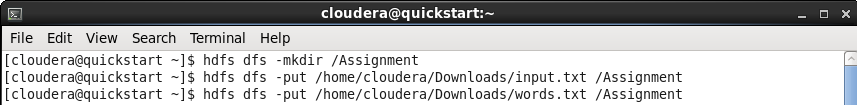 cloudera@quickstart:~
File Edit View Search Terminal Help
[cloudera@quickstart ~]$ hdfs dfs -mkdir /Assignment
[cloudera@quickstart ~]$ hdfs dfs -put /home/cloudera/Downloads/input.txt /Assignment
[cloudera@quickstart ~]$ hdfs dfs -put /home/cloudera/Downloads/words.txt /Assignment